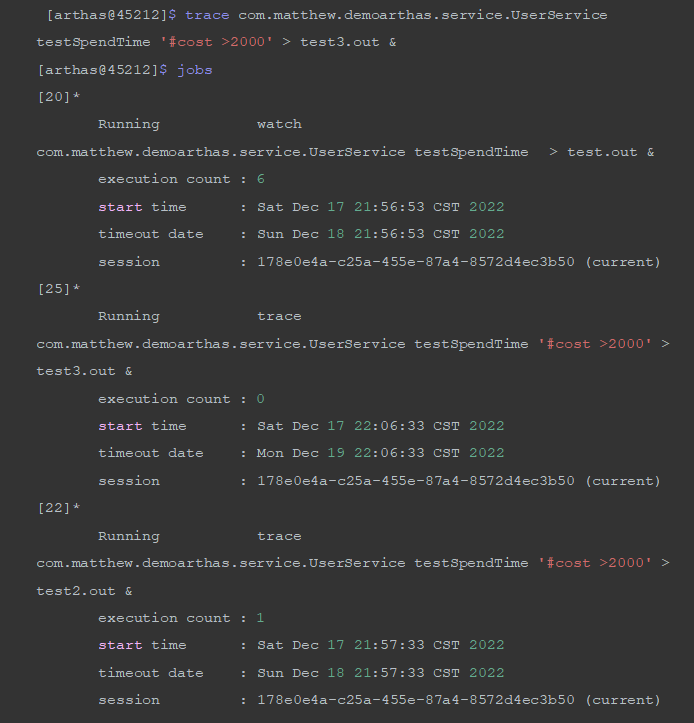 [arthas@45212]$ trace com.matthew.demoarthas.service.UserService
testSpendTime '#cost >2000' > test3.out &
[arthas@45212]$ jobs
[20]*
Running watch
com.matthew.demoarthas.service.UserService testSpendTime > test.out &
execution count : 6
start time : Sat Dec 17 21:56:53 CST 2022
timeout date : Sun Dec 18 21:56:53 CST 2022
session : 178e0e4a-c25a-455e-87a4-8572d4ec3b50 (current)
[25]*
Running trace
com.matthew.demoarthas.service.UserService testSpendTime '#cost >2000' >
test3.out &
execution count : 0
start time : Sat Dec 17 22:06:33 CST 2022
timeout date : Mon Dec 19 22:06:33 CST 2022
session : 178e0e4a-c25a-455e-87a4-8572d4ec3b50 (current)
[22]*
Running trace
com.matthew.demoarthas.service.UserService testSpendTime '#cost >2000' >
test2.out &
execution count : 1
start time : Sat Dec 17 21:57:33 CST 2022
timeout date : Sun Dec 18 21:57:33 CST 2022
session : 178e0e4a-c25a-455e-87a4-8572d4ec3b50 (current)